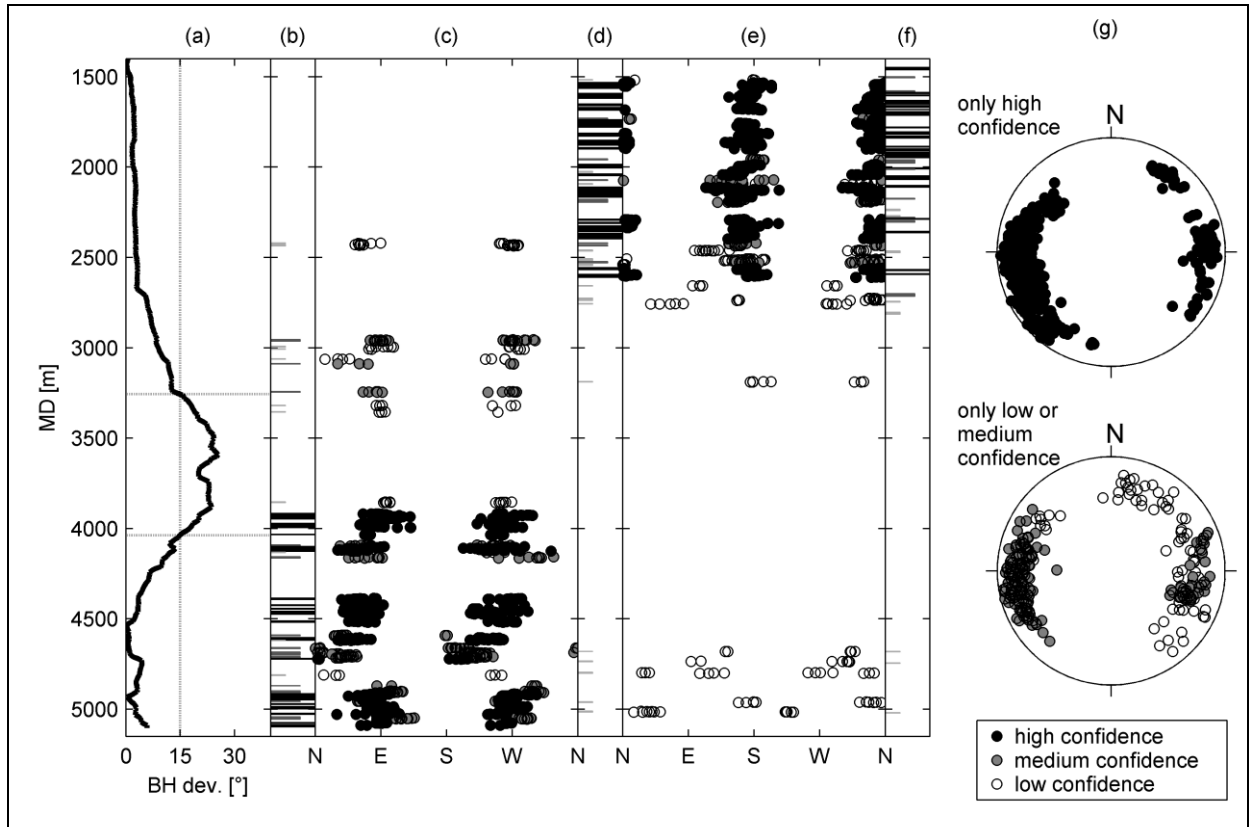 (a) (b) (c) (d) (e) (f) (g)
1500
2000
2500
3000
3500
4000
4500
5000
MD [m]
0 15 30 N E S W N N E S W N
BH dev. [°]
only high
confidence
N
only low or
medium
confidence
N
high confidence
medium confidence
low confidence